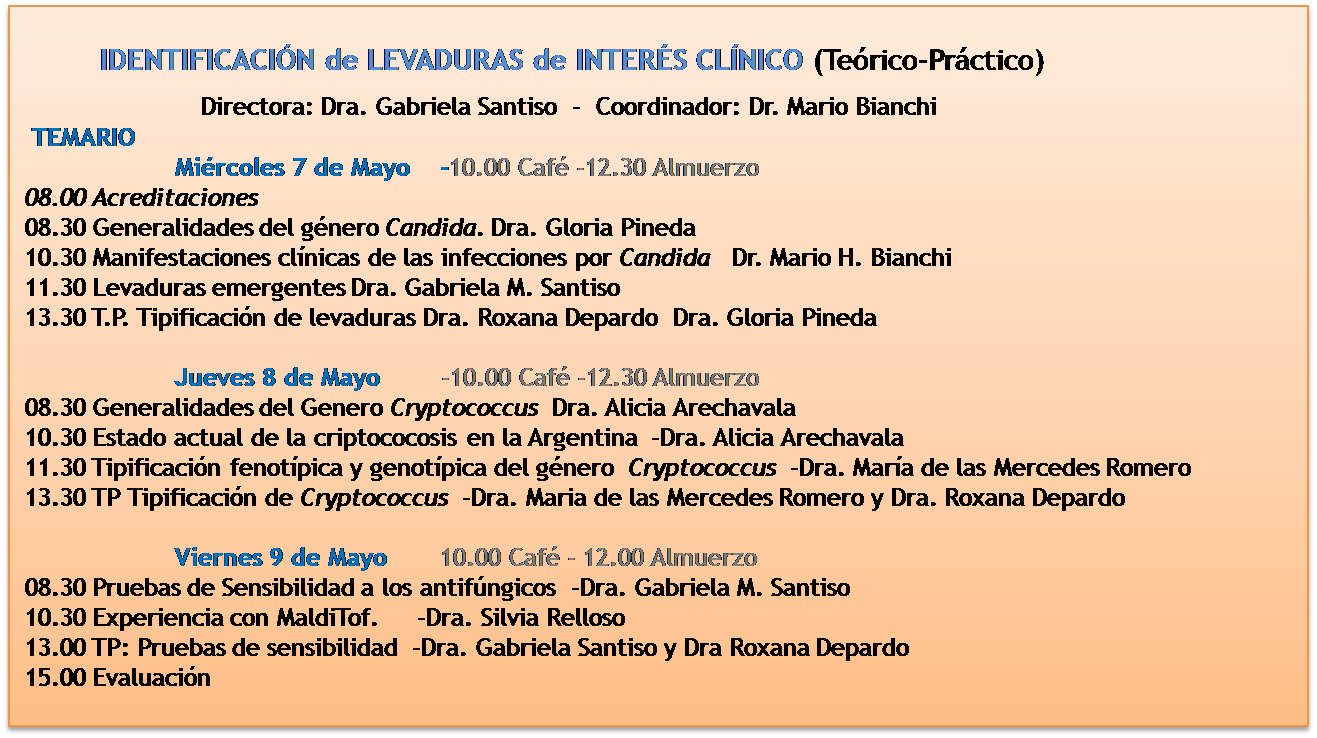 IDENTIFICACIÓN de LEVADURAS de INTERÉS CLÍNICO (Teórico-Práctico)
Directora: Dra. Gabriela Santiso - Coordinador: Dr. Mario Bianchi
TEMARIO
Miércoles 7 de Mayo -10.00 Café -12.30 Almuerzo
08.00 Acreditaciones
08.30 Generalidades del género Candida. Dra. Gloria Pineda
10.30 Manifestaciones clínicas de las infecciones por Candida Dr. Mario H. Bianchi
11.30 Levaduras emergentes Dra. Gabriela M. Santiso
13.30 T.P. Tipificación de levaduras Dra. Roxana Depardo Dra. Gloria Pineda
Jueves 8 de Mayo -10.00 Café -12.30 Almuerzo
08.30 Generalidades del Genero Cryptococcus Dra. Alicia Arechavala
10.30 Estado actual de la criptococosis en la Argentina -Dra. Alicia Arechavala
11.30 Tipificación fenotípica y genotípica del género Cryptococcus -Dra. María de las Mercedes Romero
13.30 TP Tipificación de Cryptococcus -Dra. Maria de las Mercedes Romero y Dra. Roxana Depardo
Viernes 9 de Mayo 10.00 Café - 12.00 Almuerzo
08.30 Pruebas de Sensibilidad a los antifúngicos -Dra. Gabriela M. Santiso
10.30 Experiencia con MaldiTof. -Dra. Silvia Relloso
13.00 TP: Pruebas de sensibilidad -Dra. Gabriela Santiso y Dra Roxana Depardo
15.00 Evaluación